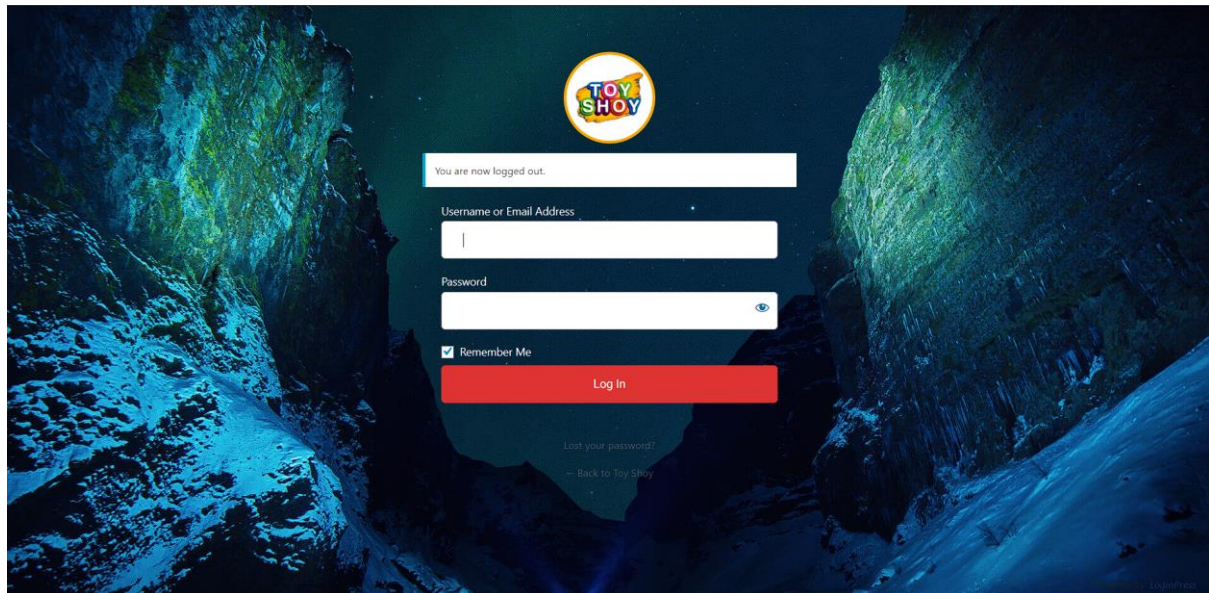 TOY
SHOY
You are now logged out.
Username or Email Address
Password
Remember Me
Log In
Lost your password?
← Back to Toy Shoy
LoginPress